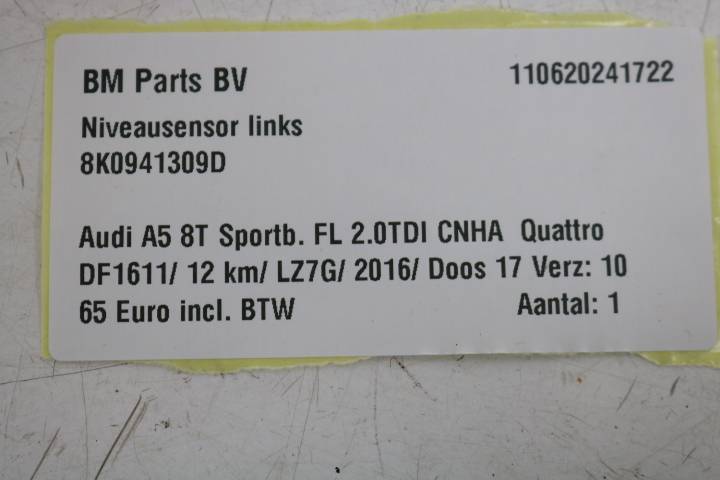 BM Parts BV 110620241722
Niveausensor links
8K0941309D
Audi A5 8T Sportb. FL 2.0TDI CNHA Quattro
DF1611/ 12 km/ LZ7G/ 2016/ Doos 17 Verz: 10
65 Euro incl. BTW Aantal: 1